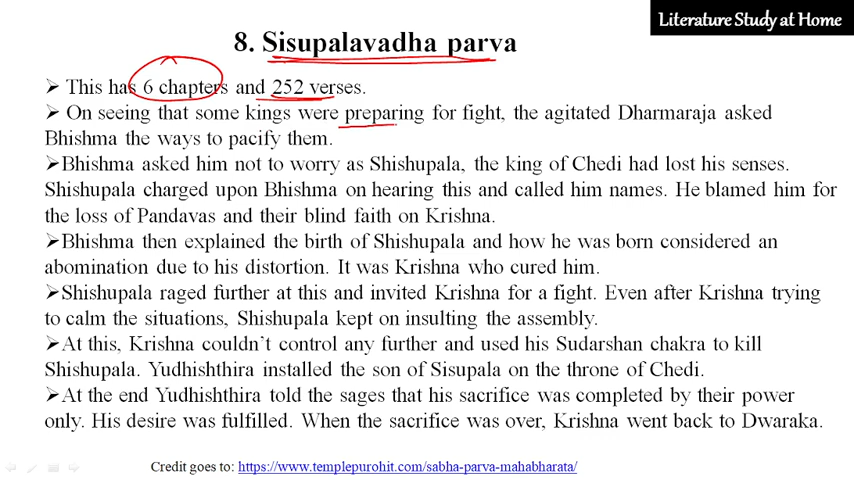 Literature Study at Home
8. Sisupalavadha parva
➢ This has 6 chapters and 252 verses.
➢ On seeing that some kings were preparing for fight, the agitated Dharmaraja asked
Bhishma the ways to pacify them.
➢Bhishma asked him not to worry as Shishupala, the king of Chedi had lost his senses.
Shishupala charged upon Bhishma on hearing this and called him names. He blamed him for
the loss of Pandavas and their blind faith on Krishna.
➢Bhishma then explained the birth of Shishupala and how he was born considered an
abomination due to his distortion. It was Krishna who cured him.
➢Shishupala raged further at this and invited Krishna for a fight. Even after Krishna trying
to calm the situations, Shishupala kept on insulting the assembly.
➢At this, Krishna couldn’t control any further and used his Sudarshan chakra to kill
Shishupala. Yudhishthira installed the son of Sisupala on the throne of Chedi.
➢At the end Yudhishthira told the sages that his sacrifice was completed by their power
only. His desire was fulfilled. When the sacrifice was over, Krishna went back to Dwaraka.
Credit goes to: https://www.templepurohit.com/sabha-parva-mahabharata/